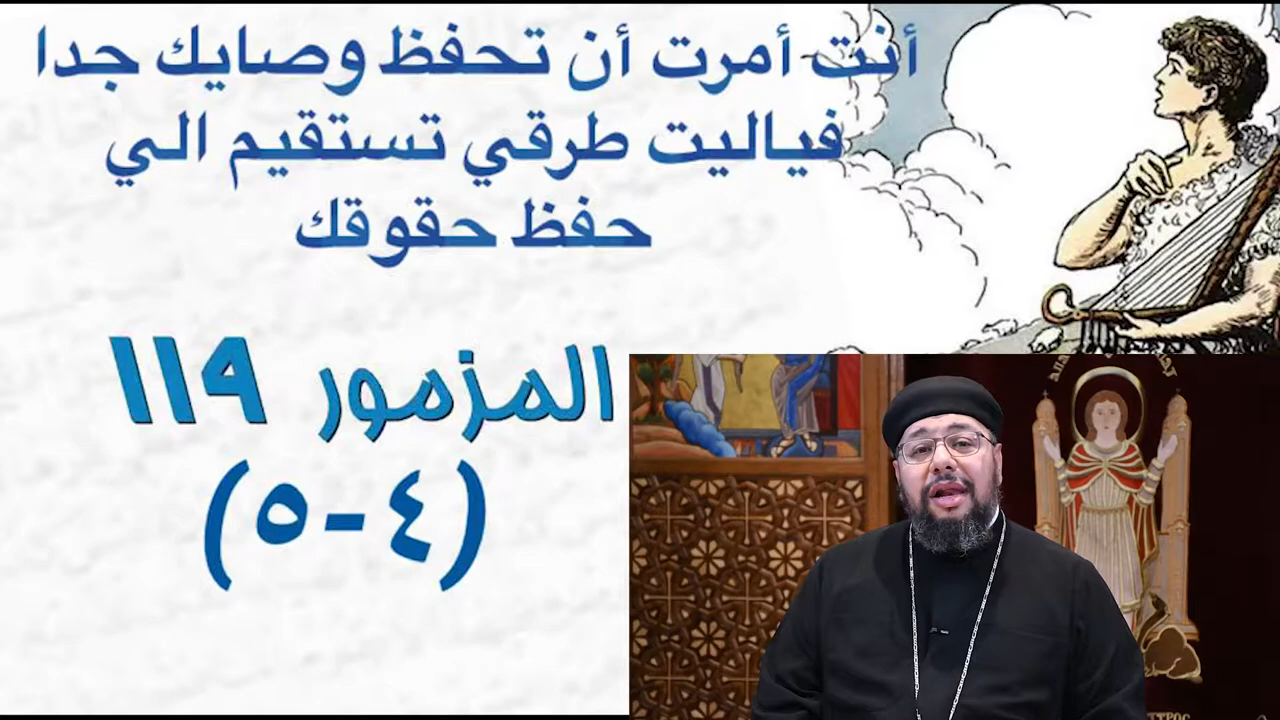 أنت أمرت أن تحفظ وصايك جدا
فياليت طرقي تستقيم الي
حفظ حقوقك
المزمور ١١٩
(٤-٥)